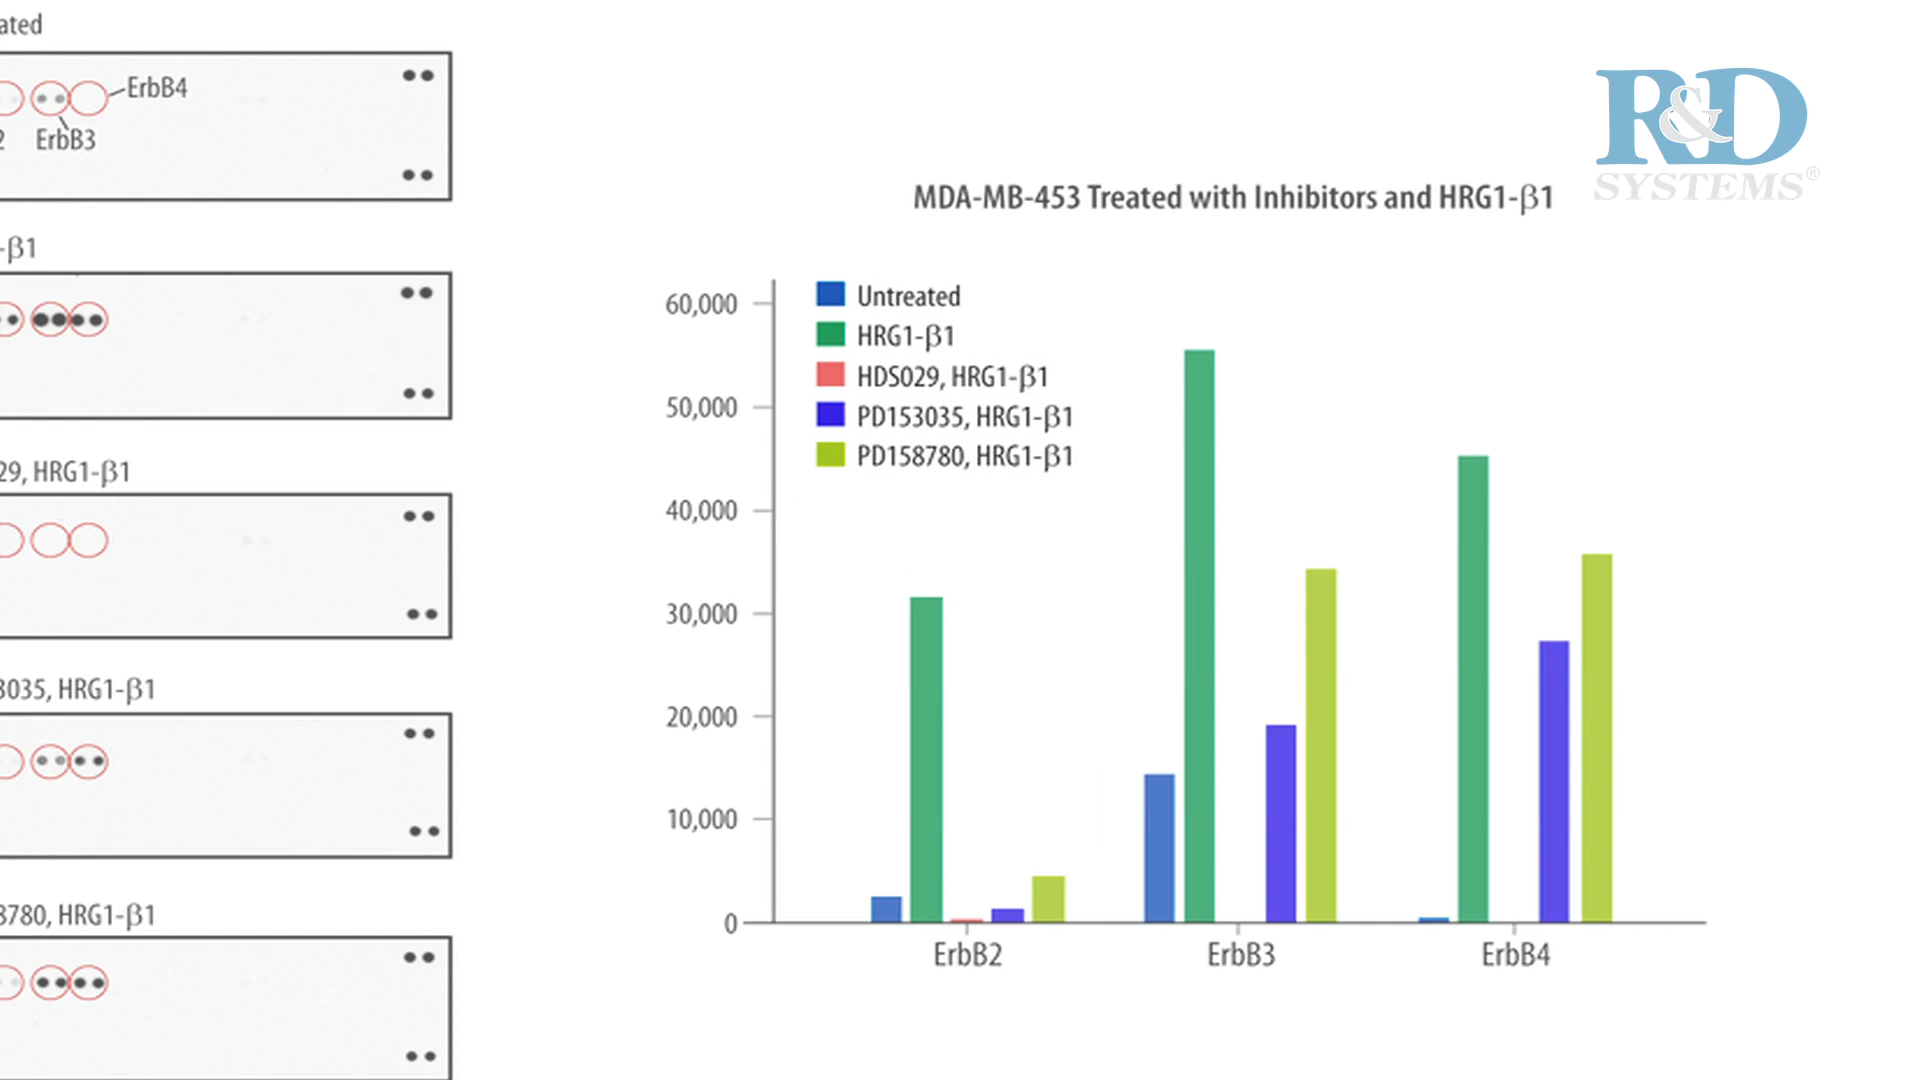 ated
ErbB4
2 ErbB3
-β1
29, HRG1-β1
3035, HRG1-β1
8780, HRG1-β1
R&D
SYSTEMS®
MDA-MB-453 Treated with Inhibitors and HRG1-β1
Untreated
HRG1-β1
HDS029, HRG1-β1
PD153035, HRG1-β1
PD158780, HRG1-β1
60,000
50,000
40,000
30,000
20,000
10,000
0
ErbB2 ErbB3 ErbB4